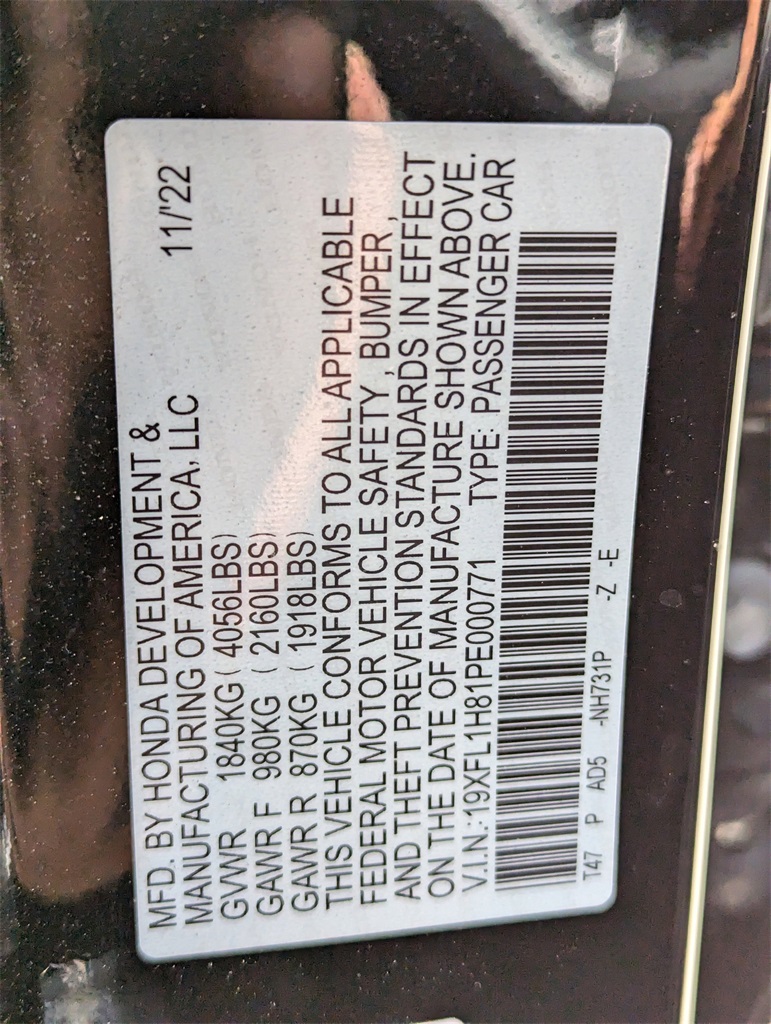 MFD. BY HONDA DEVELOPMENT &
MANUFACTURING OF AMERICA, LLC 11/'22
GVWR 1840KG ( 4056LBS)
GAWR F 980KG ( 2160LBS)
GAWR R 870KG ( 1918LBS)
THIS VEHICLE CONFORMS TO ALL APPLICABLE
FEDERAL MOTOR VEHICLE SAFETY , BUMPER ,
AND THEFT PREVENTION STANDARDS IN EFFECT
ON THE DATE OF MANUFACTURE SHOWN ABOVE.
V.I.N.:19XFL1H81PE000771 TYPE: PASSENGER CAR
T47 P AD5 -NH731P -Z -E